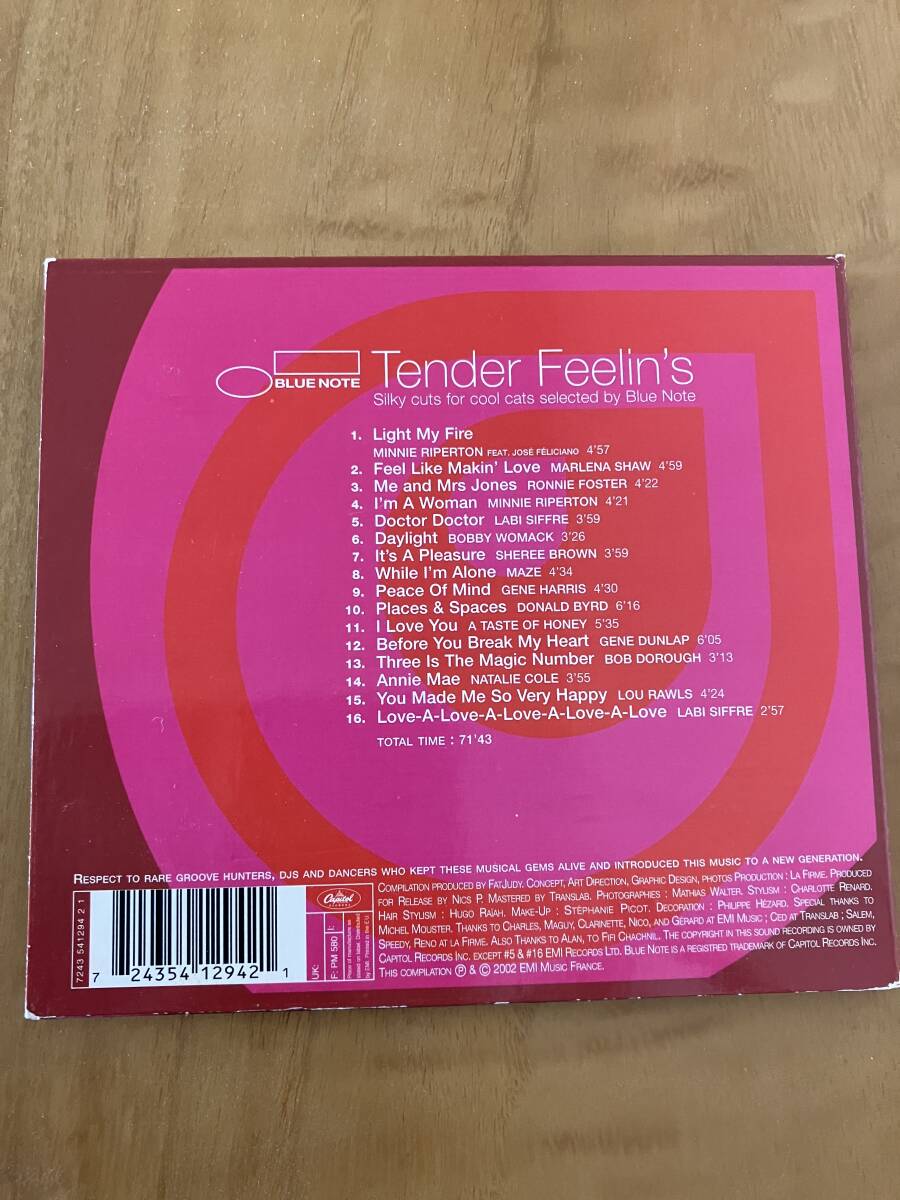 BLUE NOTE
Tender Feelin's
Silky cuts for cool cats selected by Blue Note
1. Light My Fire
MINNIE RIPERTON FEAT. JOSÉ FÉLICIANO 4'57
2. Feel Like Makin' Love MARLENA SHAW 4'59
3. Me and Mrs Jones RONNIE FOSTER 4'22
4. I'm A Woman MINNIE RIPERTON 4'21
5. Doctor Doctor LABI SIFFRE 3'59
6. Daylight BOBBY WOMACK 3'26
7. It's A Pleasure SHEREE BROWN 3'59
8. While I'm Alone MAZE 4'34
9. Peace Of Mind GENE HARRIS 4'30
10. Places & Spaces DONALD BYRD 6'16
11. I Love You A TASTE OF HONEY 5'35
12. Before You Break My Heart GENE DUNLAP 6'05
13. Three Is The Magic Number BOB DOROUGH 3'13
14. Annie Mae NATALIE COLE 3'55
15. You Made Me So Very Happy LOU RAWLS 4'24
16. Love-A-Love-A-Love-A-Love-A-Love LABI SIFFRE 2'57
TOTAL TIME : 71'43
RESPECT TO RARE GROOVE HUNTERS, DJS AND DANCERS WHO KEPT THESE MUSICAL GEMS ALIVE AND INTRODUCED THIS MUSIC TO A NEW GENERATION.
COMPILATION PRODUCED BY FATJUDY. CONCEPT, ART DIRECTION, GRAPHIC DESIGN, PHOTOS PRODUCTION : LA FIRME. PRODUCED
FOR RELEASE BY NICS P. MASTERED BY TRANSLAB. PHOTOGRAPHIES : MATHIAS WALTER. STYLISM : CHARLOTTE RENARD.
HAIR STYLISM : HUGO RAÏAH. MAKE-UP : STÉPHANIE PICOT. DECORATION : PHILIPPE HÉZARD. SPECIAL THANKS TO
MICHEL MOUSTER. THANKS TO CHARLES, MAGUY, CLARINETTE, NICO, AND GÉRARD AT EMI MUSIC ; CED AT TRANSLAB ; SALEM,
SPEEDY, RENO AT LA FIRME. ALSO THANKS TO ALAN, TO FIFI CHACHNIL. THE COPYRIGHT IN THIS SOUND RECORDING IS OWNED BY
CAPITOL RECORDS INC. EXCEPT #5 & #16 EMI RECORDS LTD. BLUE NOTE IS A REGISTRED TRADEMARK OF CAPITOL RECORDS INC.
THIS COMPILATION ℗ & © 2002 EMI MUSIC FRANCE.
7243 541294 2 1
7 24354 12942 1
Capitol
UK:
F: PM 580
I: